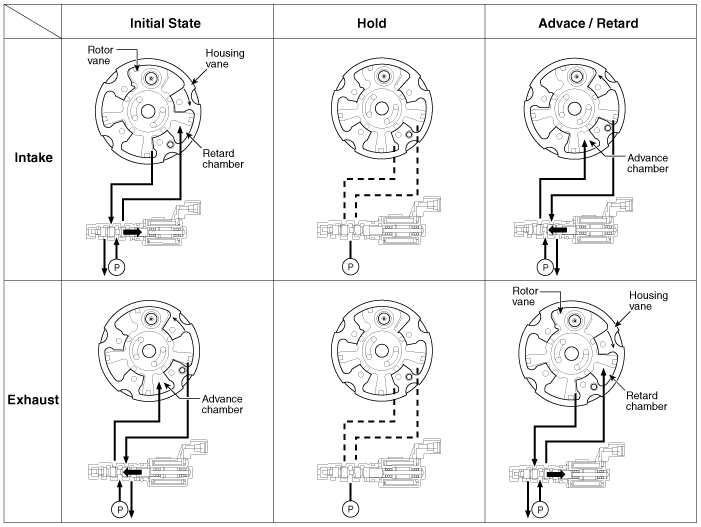 Initial State
Hold
Advace / Retard
Intake
Rotor
vane
Housing
vane
Retard
chamber
P
P
Advance
chamber
P
Exhaust
Advance
chamber
P
P
Rotor
vane
Housing
vane
Retard
chamber
P